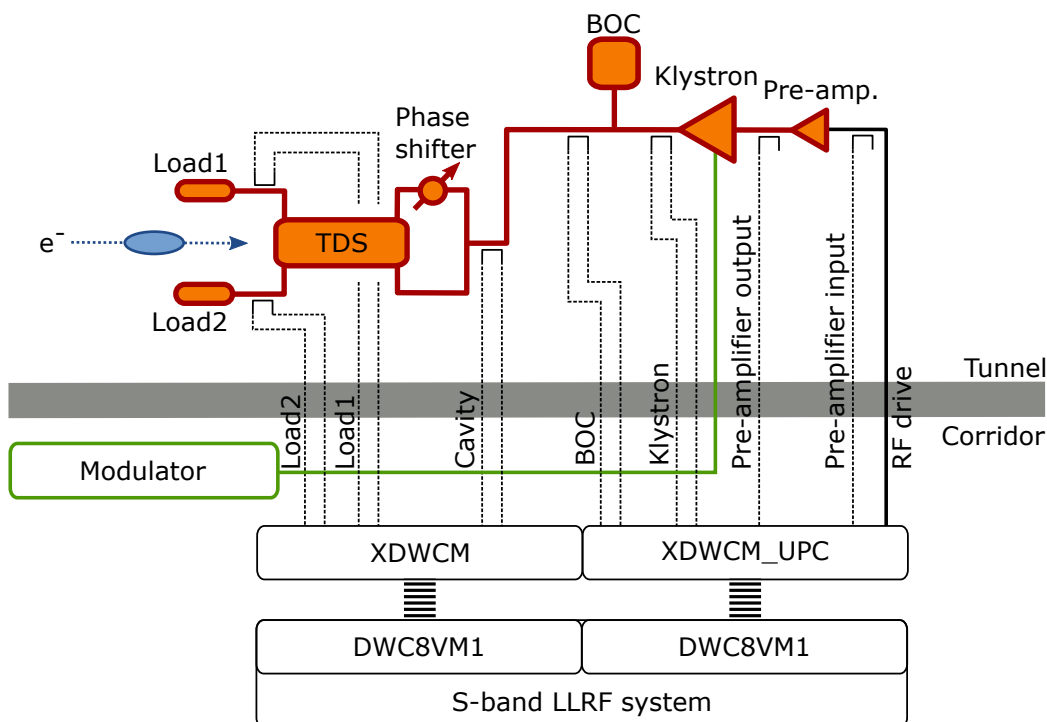 BOC
Klystron
Pre-amp.
Phase
shifter
Load1
e-
TDS
Load2
Tunnel
Corridor
Load2
Load1
Cavity
BOC
Klystron
Pre-amplifier output
Pre-amplifier input
RF drive
Modulator
XDWCM
XDWCM_UPC
DWC8VM1
DWC8VM1
S-band LLRF system